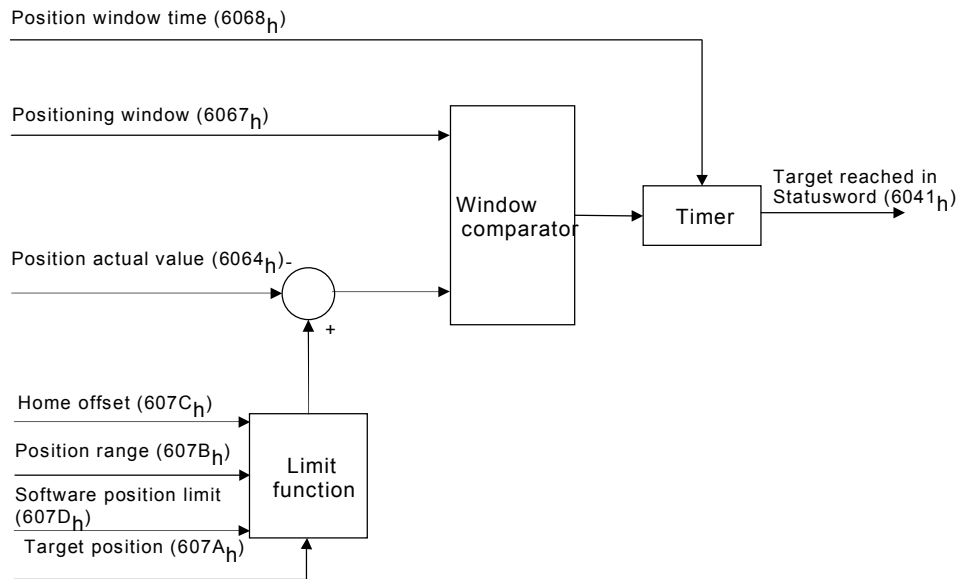 Position window time (6068h)
Positioning window (6067h)
Window
comparator
Target reached in
Statusword (6041h)
Timer
Position actual value (6064h)-
+
Home offset (607Ch)
Position range (607Bh)
Software position limit
(607Dh)
Target position (607Ah)
Limit
function